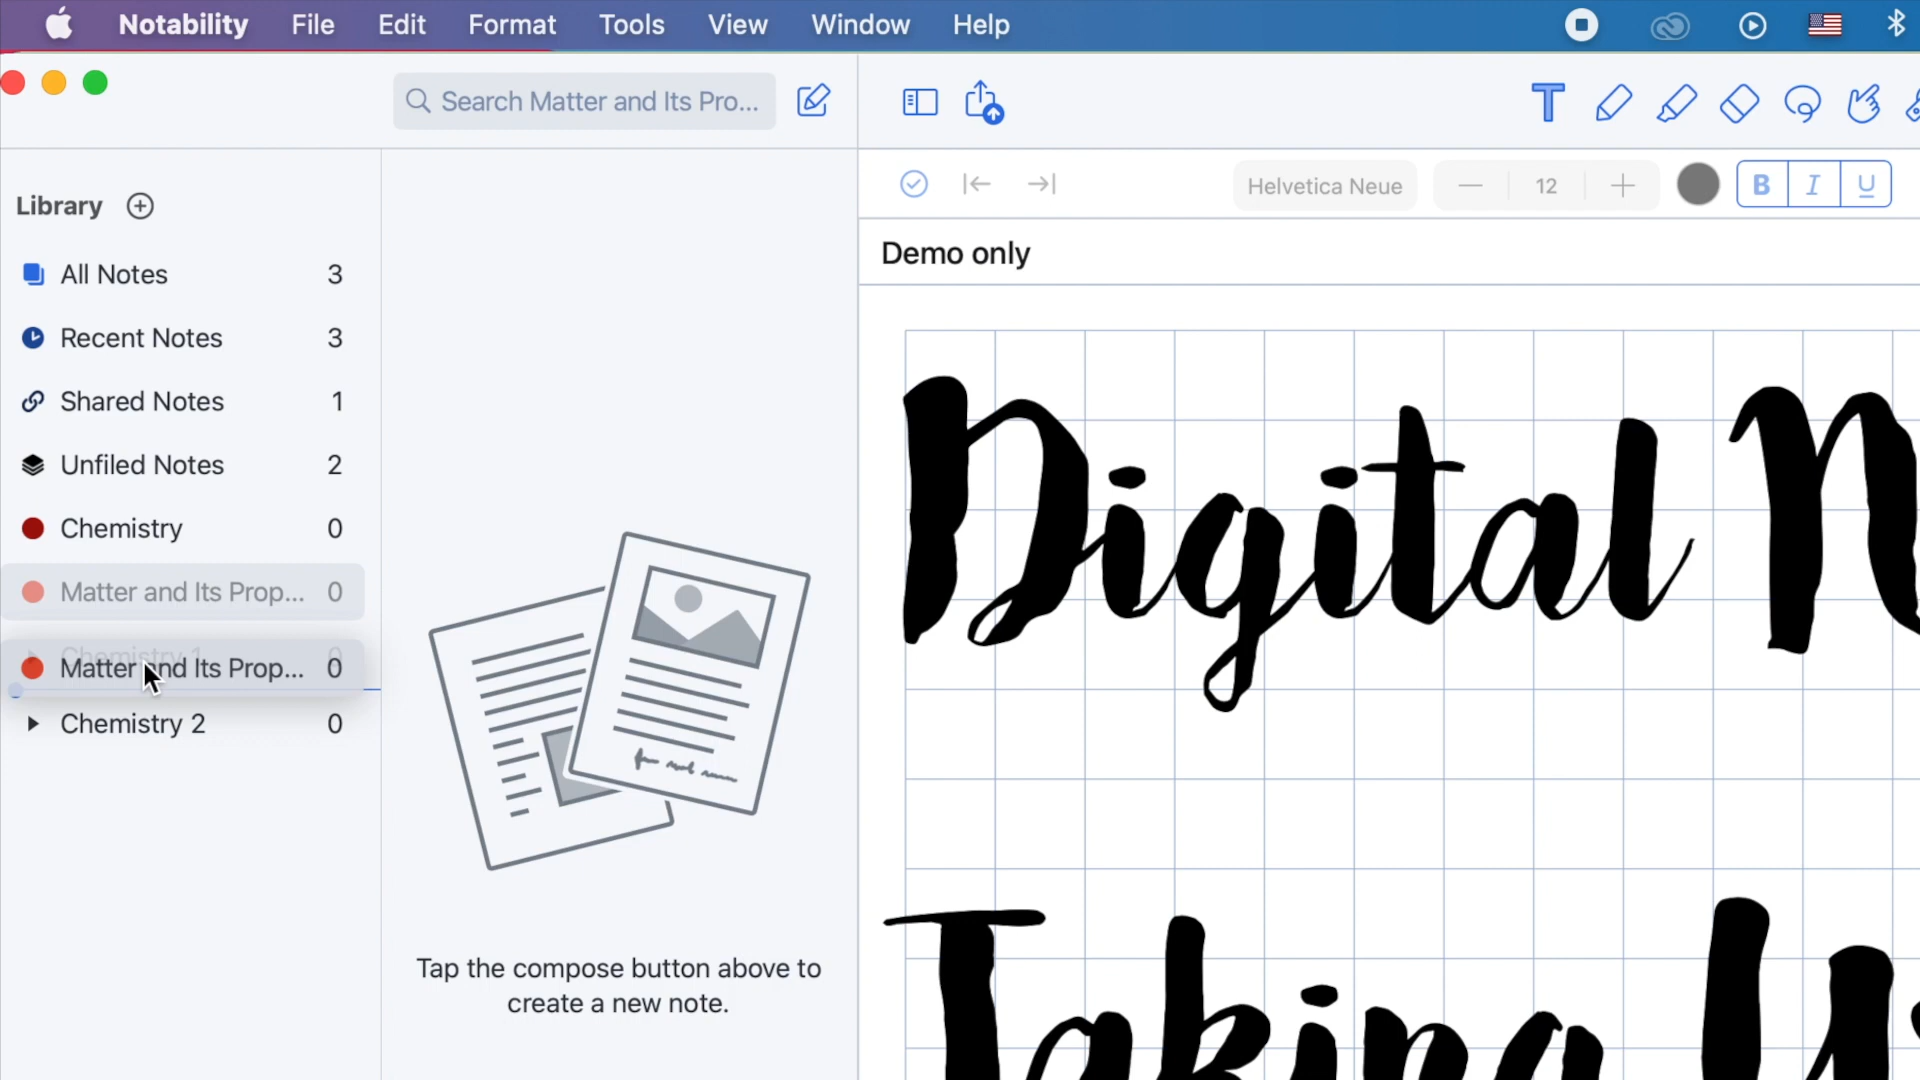 Notability File Edit Format Tools View Window Help
Search Matter and Its Pro...
T
Library
Helvetica Neue 12 B I U
Demo only
All Notes 3
Recent Notes 3
Shared Notes 1
Unfiled Notes 2
Chemistry 0
Matter and Its Prop... 0
Chemistry 1 0
Matter and Its Prop... 0
Chemistry 2 0
Tap the compose button above to
create a new note.
Digital N
Taking